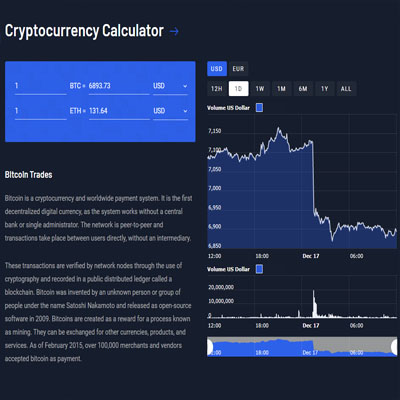 Cryptocurrency Calculator →
1 BTC = 6893.73 USD
1 ETH = 131.64 USD
Bitcoin Trades
Bitcoin is a cryptocurrency and worldwide payment system. It is the first
decentralized digital currency, as the system works without a central
bank or single administrator. The network is peer-to-peer and
transactions take place between users directly, without an intermediary.
These transactions are verified by network nodes through the use of
cryptography and recorded in a public distributed ledger called a
blockchain. Bitcoin was invented by an unknown person or group of
people under the name Satoshi Nakamoto and released as open-source
software in 2009. Bitcoins are created as a reward for a process known
as mining. They can be exchanged for other currencies, products, and
services. As of February 2015, over 100,000 merchants and vendors
accepted bitcoin as payment.
USD EUR
12H 1D 1W 1M 6M 1Y ALL
Volume US Dollar
7,150
7,100
7,050
7,000
6,950
6,900
6,850
12:00 18:00 Dec 17 06:00
Volume US Dollar
20,000,000
10,000,000
0
12:00 18:00 Dec 17 06:00
12:00 18:00 Dec 17 06:00